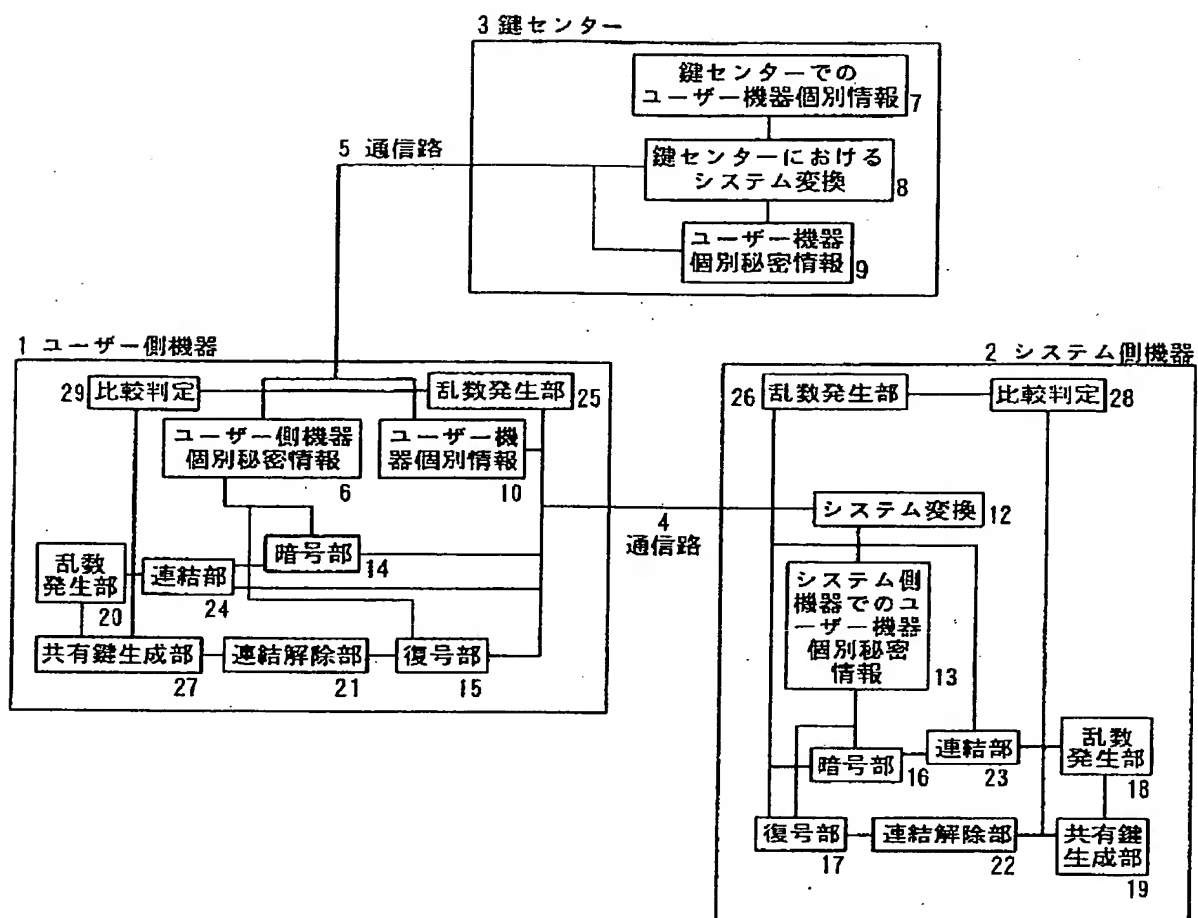 3 鍵センター
鍵センターでの
ユーザー機器個別情報
7
5 通信路
鍵センターにおける
システム変換
8
ユーザー機器
個別秘密情報
9
1 ユーザー側機器
29
比較判定
乱数発生部
25
ユーザー側機器
個別秘密情報
6
ユーザー機
器個別情報
10
暗号部
14
乱数
発生部
20
連結部
24
共有鍵生成部
27
連結解除部
21
復号部
15
4
通信路
2 システム側機器
26
乱数発生部
比較判定
28
システム変換
12
システム側
機器でのユ
ーザー機器
個別秘密
情報
13
暗号部
16
連結部
23
乱数
発生部
18
復号部
17
連結解除部
22
共有鍵
生成部
19